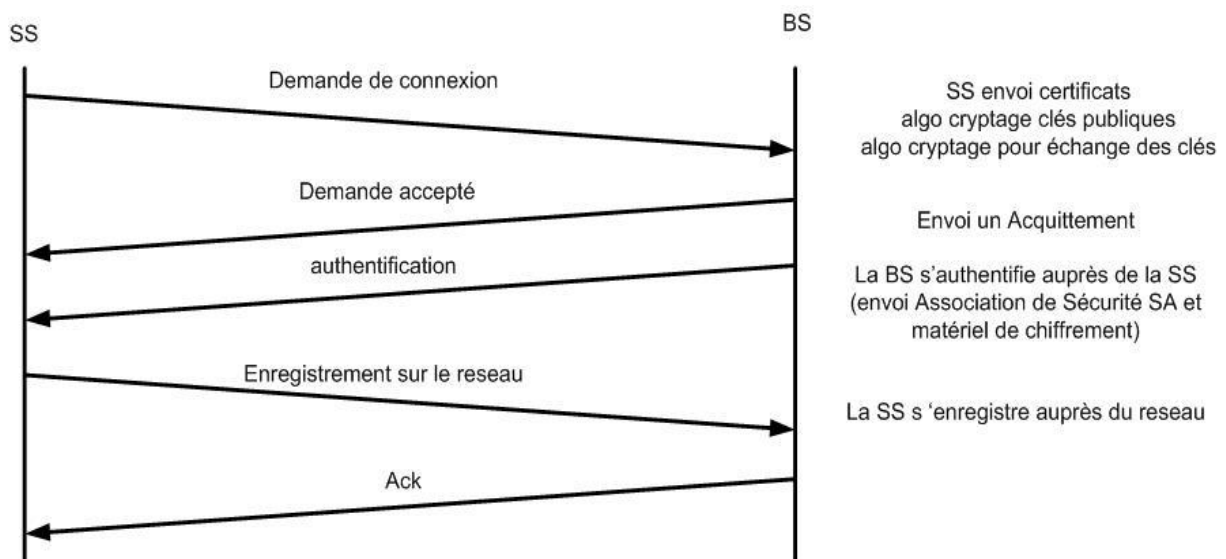 SS
BS
Demande de connexion
SS envoi certificats
algo cryptage clés publiques
algo cryptage pour échange des clés
Demande accepté
Envoi un Acquittement
authentification
La BS s'authentifie auprès de la SS
(envoi Association de Sécurité SA et
matériel de chiffrement)
Enregistrement sur le reseau
La SS s ‘enregistre auprès du reseau
Ack